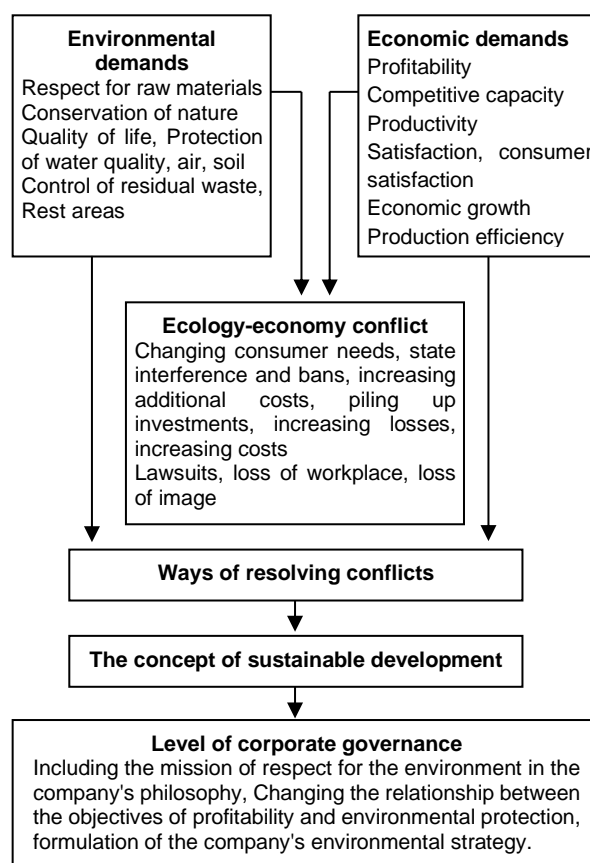 Environmental
demands
Respect for raw materials
Conservation of nature
Quality of life, Protection
of water quality, air, soil
Control of residual waste,
Rest areas
Economic demands
Profitability
Competitive capacity
Productivity
Satisfaction, consumer
satisfaction
Economic growth
Production efficiency
Ecology-economy conflict
Changing consumer needs, state
interference and bans, increasing
additional costs, piling up
investments, increasing losses,
increasing costs
Lawsuits, loss of workplace, loss
of image
Ways of resolving conflicts
The concept of sustainable development
Level of corporate governance
Including the mission of respect for the environment in the
company's philosophy, Changing the relationship between
the objectives of profitability and environmental protection,
formulation of the company's environmental strategy.